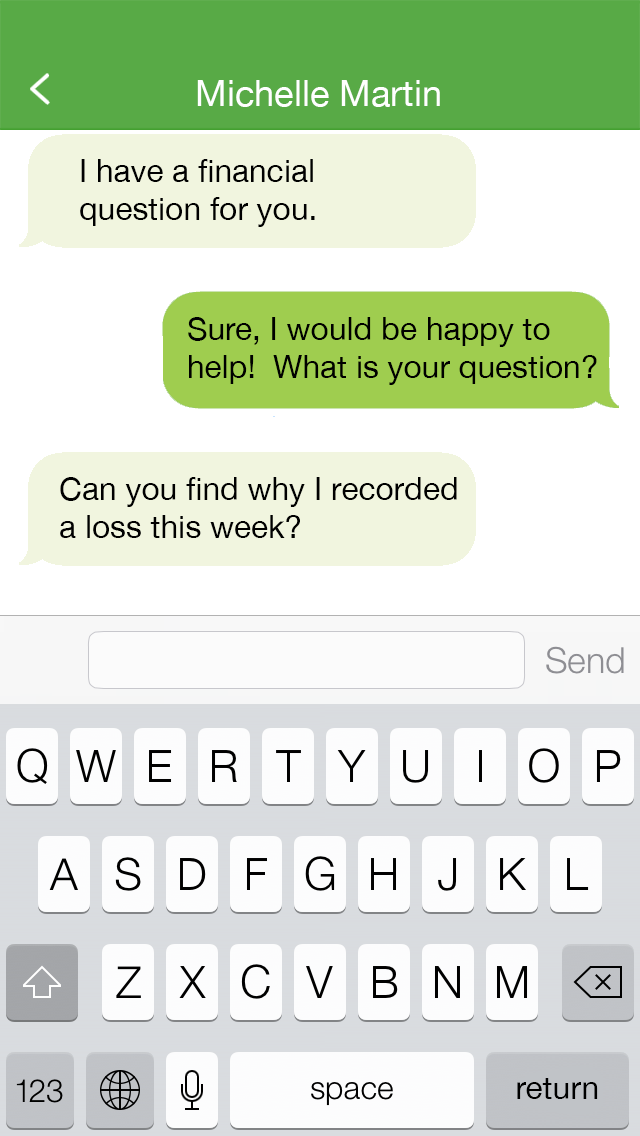 Michelle Martin
I have a financial
question for you.
Sure, I would be happy to
help!  What is your question?
Can you find why I recorded
a loss this week?
Send
Q W E R T Y U I O P
A S D F G H J K L
Z X C V B N M
123 space return